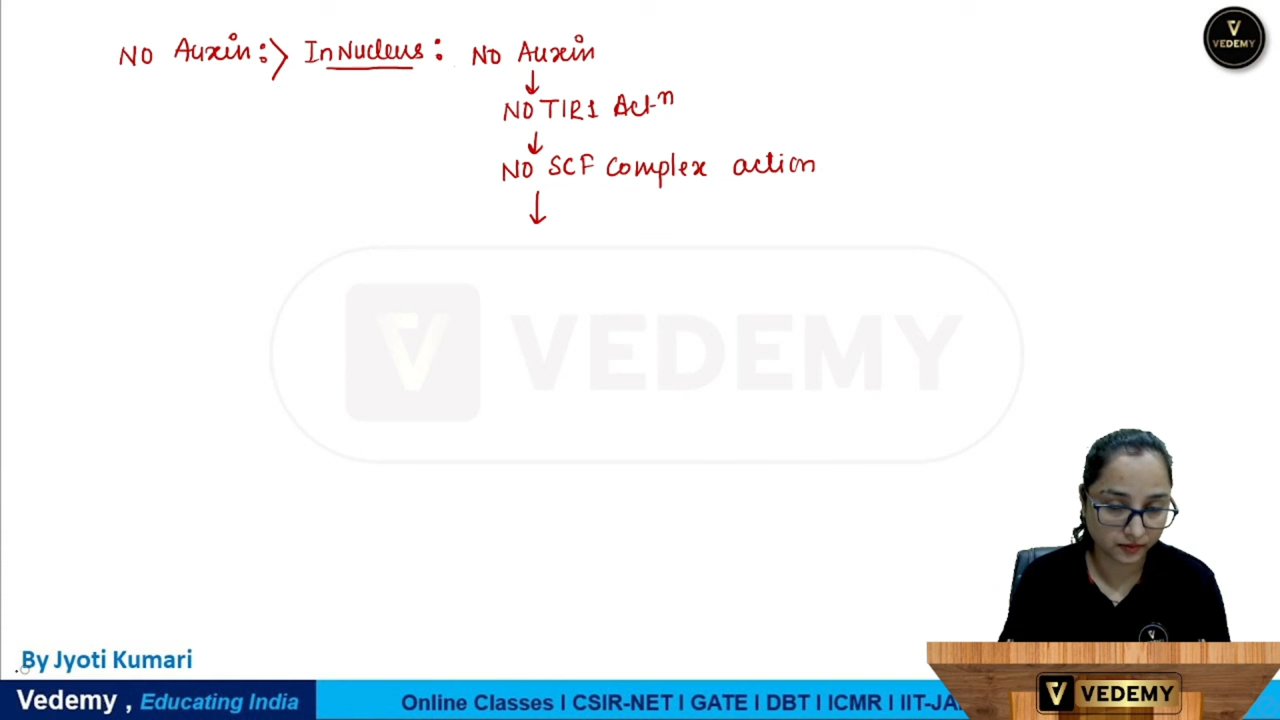 NO Auxin :> In Nucleus : NO Auxin
↓
NO TIR1 Actn
↓
NO SCF Complex action
↓
VEDEMY
VEDEMY
By Jyoti Kumari
Vedemy , Educating India
Online Classes I CSIR-NET I GATE I DBT I ICMR I IIT-JA
VEDEMY